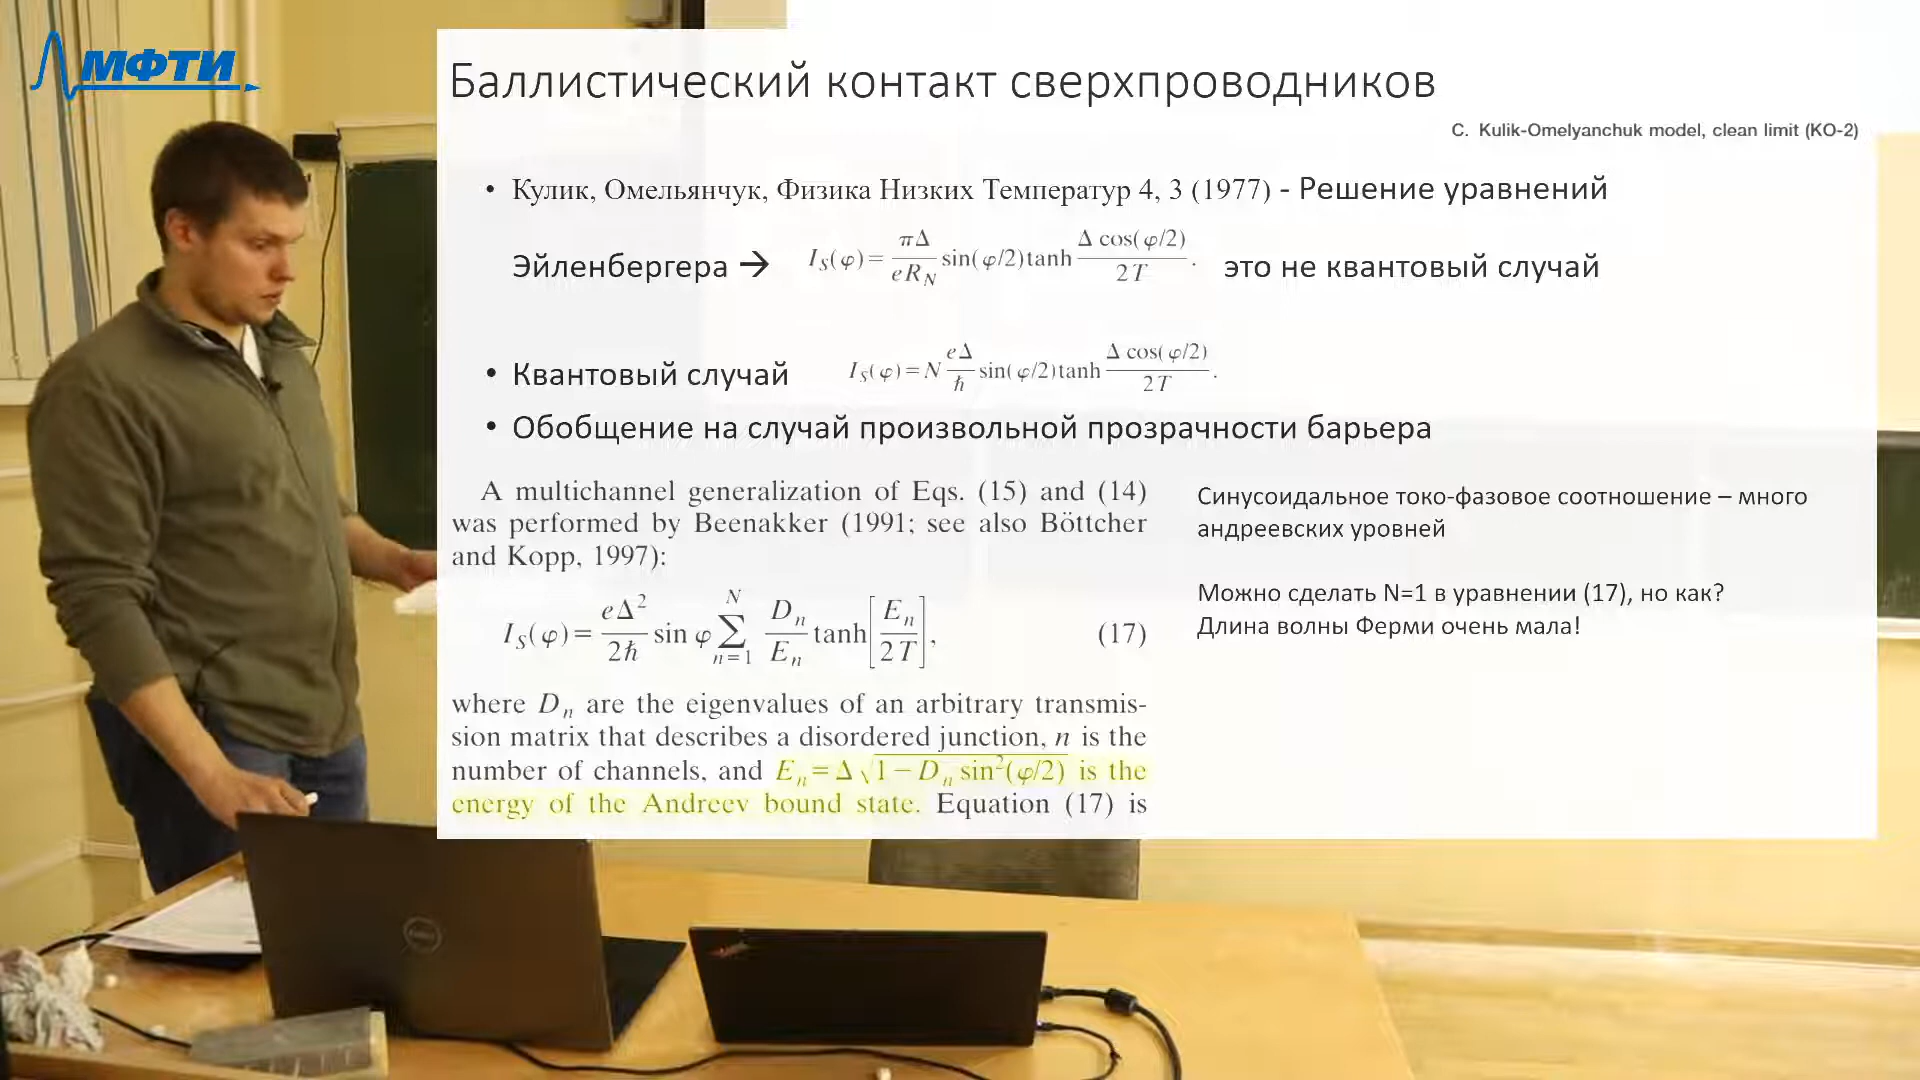 МФТИ
Баллистический контакт сверхпроводников
C. Kulik-Omelyanchuk model, clean limit (KO-2)
• Кулик, Омельянчук, Физика Низких Температур 4, 3 (1977) - Решение уравнений
Эйленбергера → I_S(φ) = πΔ/(eR_N) sin(φ/2) tanh (Δ cos(φ/2))/(2T). это не квантовый случай
• Квантовый случай I_S(φ) = N eΔ/ħ sin(φ/2) tanh (Δ cos(φ/2))/(2T).
• Обобщение на случай произвольной прозрачности барьера
A multichannel generalization of Eqs. (15) and (14)
was performed by Beenakker (1991; see also Böttcher
and Kopp, 1997):
I_S(φ) = eΔ²/(2ħ) sin φ ∑_{n=1}^{N} D_n/E_n tanh[E_n/(2T)], (17)
where D_n are the eigenvalues of an arbitrary transmis-
sion matrix that describes a disordered junction, n is the
number of channels, and E_n = Δ√(1 − D_n sin²(φ/2)) is the
energy of the Andreev bound state. Equation (17) is
Синусоидальное токо-фазовое соотношение – много
андреевских уровней
Можно сделать N=1 в уравнении (17), но как?
Длина волны Ферми очень мала!